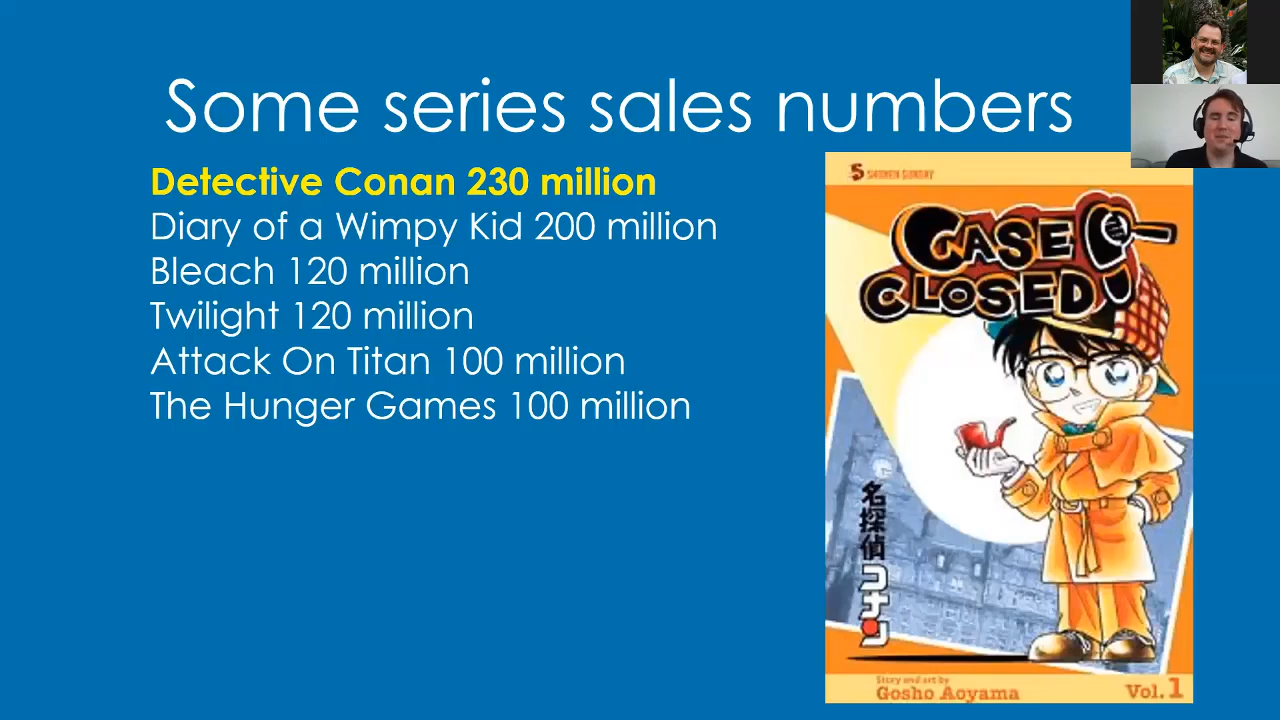 Some series sales numbers
Detective Conan 230 million
Diary of a Wimpy Kid 200 million
Bleach 120 million
Twilight 120 million
Attack On Titan 100 million
The Hunger Games 100 million
SHONEN SUNDAY
CASE
CLOSED
名探偵コナン
Story and art by
Gosho Aoyama
Vol. 1